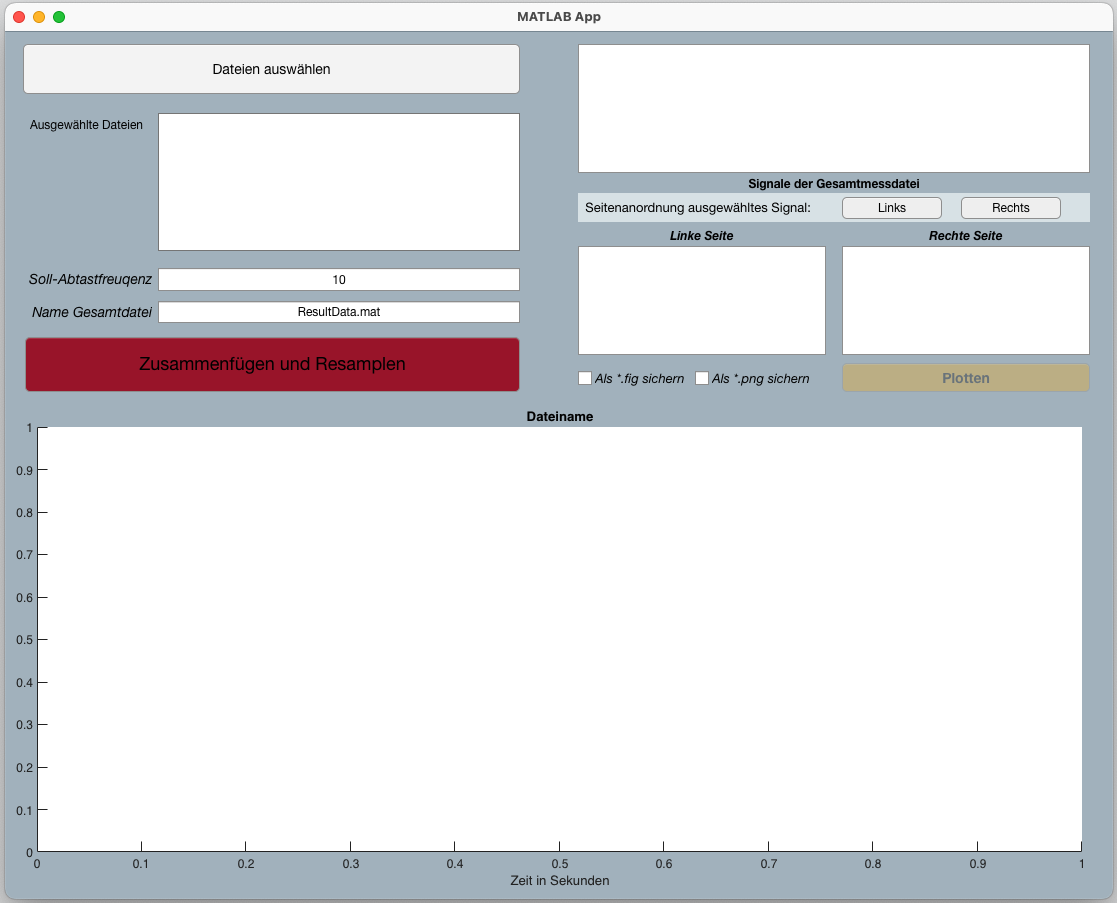 MATLAB App
Dateien auswählen
Ausgewählte Dateien
Soll-Abtastfreuqenz
10
Name Gesamtdatei
ResultData.mat
Zusammenfügen und Resamplen
Signale der Gesamtmessdatei
Seitenanordnung ausgewähltes Signal:
Links
Rechts
Linke Seite
Rechte Seite
Als *.fig sichern
Als *.png sichern
Plotten
Dateiname
1
0.9
0.8
0.7
0.6
0.5
0.4
0.3
0.2
0.1
0
0 0.1 0.2 0.3 0.4 0.5 0.6 0.7 0.8 0.9 1
Zeit in Sekunden